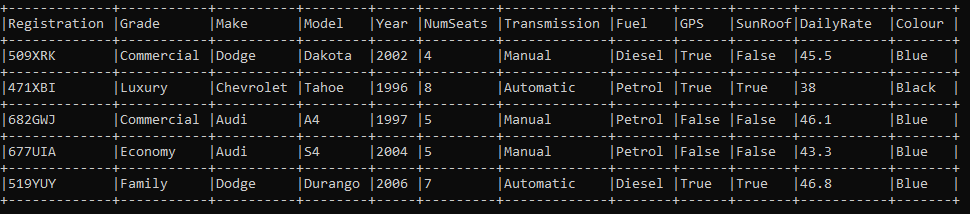 +------------+----------+---------+-------+----+--------+------------+------+-----+-------+---------+------+
|Registration|Grade     |Make     |Model  |Year|NumSeats|Transmission|Fuel  |GPS  |SunRoof|DailyRate|Colour|
+------------+----------+---------+-------+----+--------+------------+------+-----+-------+---------+------+
|509XRK      |Commercial|Dodge    |Dakota |2002|4       |Manual      |Diesel|True |False  |45.5     |Blue  |
+------------+----------+---------+-------+----+--------+------------+------+-----+-------+---------+------+
|471XBI      |Luxury    |Chevrolet|Tahoe  |1996|8       |Automatic   |Petrol|True |True   |38       |Black |
+------------+----------+---------+-------+----+--------+------------+------+-----+-------+---------+------+
|682GWJ      |Commercial|Audi     |A4     |1997|5       |Manual      |Petrol|False|False  |46.1     |Blue  |
+------------+----------+---------+-------+----+--------+------------+------+-----+-------+---------+------+
|677UIA      |Economy   |Audi     |S4     |2004|5       |Manual      |Petrol|False|False  |43.3     |Blue  |
+------------+----------+---------+-------+----+--------+------------+------+-----+-------+---------+------+
|519YUY      |Family    |Dodge    |Durango|2006|7       |Automatic   |Diesel|True |True   |46.8     |Blue  |
+------------+----------+---------+-------+----+--------+------------+------+-----+-------+---------+------+